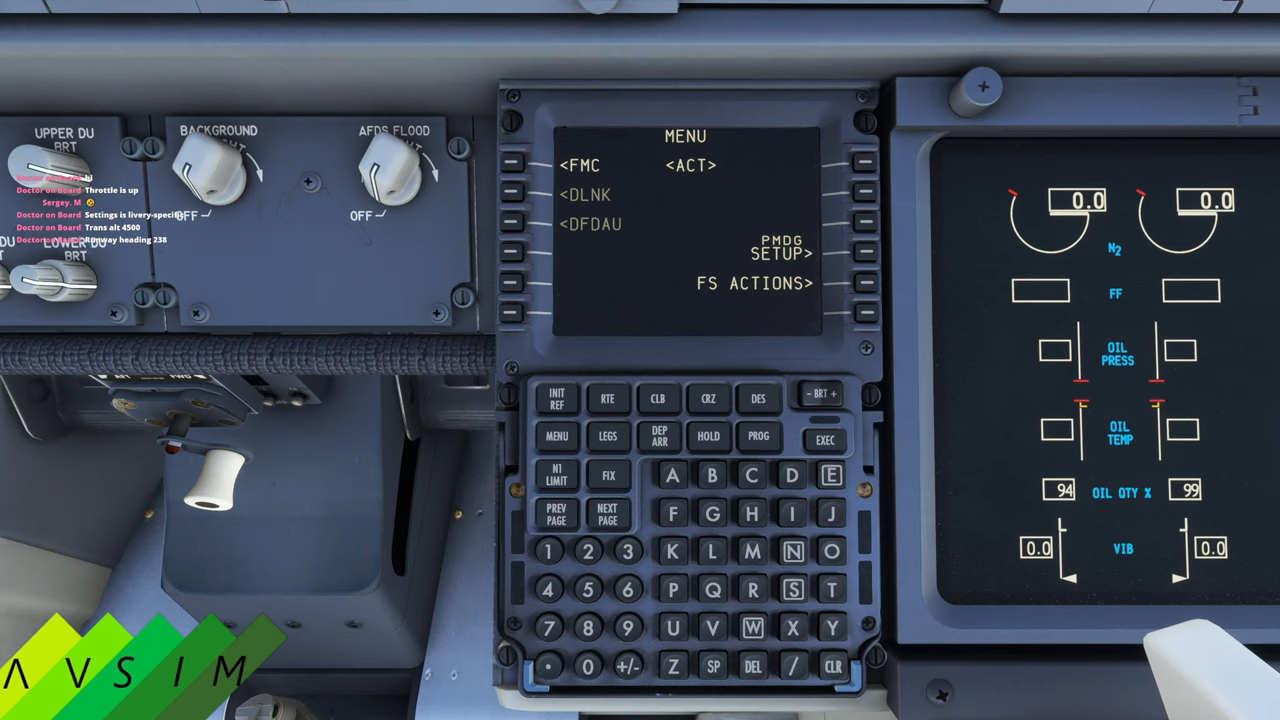 UPPER DU
BRT
BACKGROUND
AFDS FLOOD
OFF
OFF
LOWER DU
BRT
Doctor on Board hi
Doctor on Board Throttle is up
Sergey. M
Doctor on Board Settings is livery-specific
Doctor on Board Trans alt 4500
Doctor on Board Runway heading 238
MENU
<FMC <ACT>
<DLNK
<DFDAU
PMDG
SETUP>
FS ACTIONS>
INIT
REF
RTE
CLB
CRZ
DES
- BRT +
MENU
LEGS
DEP
ARR
HOLD
PROG
EXEC
N1
LIMIT
FIX
A B C D E
PREV
PAGE
NEXT
PAGE
F G H I J
1 2 3 K L M N O
4 5 6 P Q R S T
7 8 9 U V W X Y
. 0 +/- Z SP DEL / CLR
0.0 0.0
N2
FF
OIL
PRESS
OIL
TEMP
94 OIL QTY % 99
0.0 VIB 0.0
AVSIM